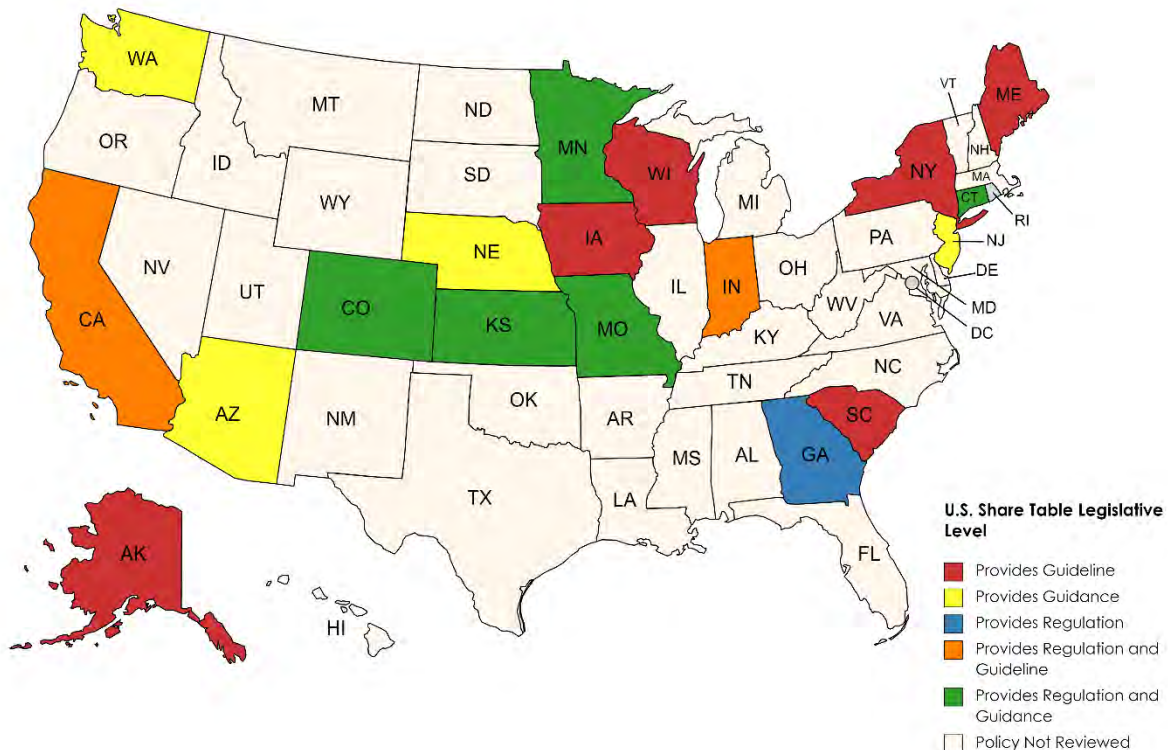 WA
MT
ND
MN
VT
ME
OR
ID
SD
WI
NY
NH
MA
WY
MI
CT
RI
NV
NE
IA
PA
NJ
UT
CO
IL
IN
OH
DE
CA
KS
MO
WV
MD
VA
DC
KY
AZ
NM
OK
TN
NC
AR
SC
MS
AL
GA
TX
LA
FL
AK
HI
U.S. Share Table Legislative
Level
Provides Guideline
Provides Guidance
Provides Regulation
Provides Regulation and
Guideline
Provides Regulation and
Guidance
Policy Not Reviewed